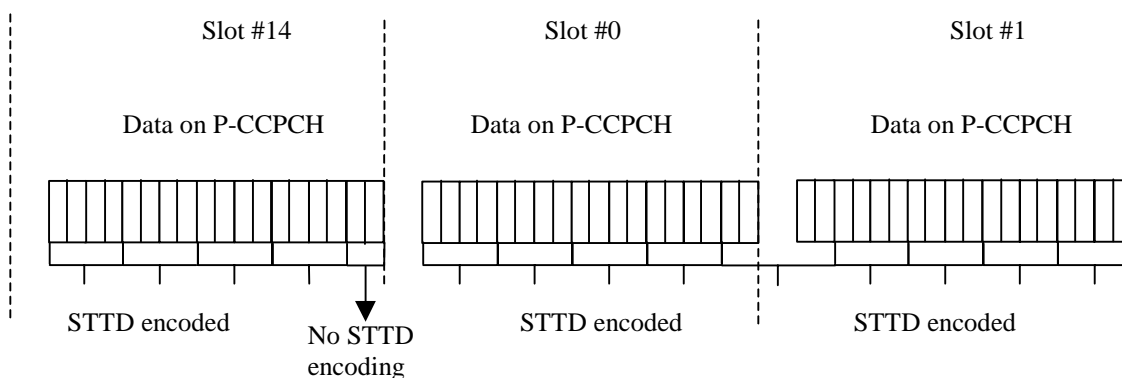 Slot #14
Slot #0
Slot #1
Data on P-CCPCH
Data on P-CCPCH
Data on P-CCPCH
STTD encoded
STTD encoded
STTD encoded
No STTD
encoding